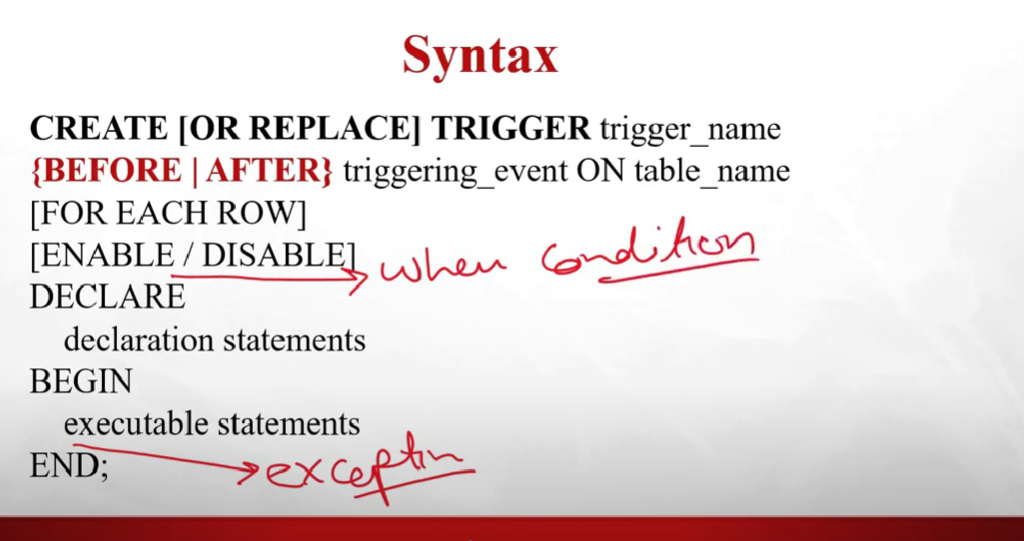 Syntax
CREATE [OR REPLACE] TRIGGER trigger_name
{BEFORE | AFTER} triggering_event ON table_name
[FOR EACH ROW]
[ENABLE / DISABLE] when condition
DECLARE
declaration statements
BEGIN
executable statements
END; exceptin